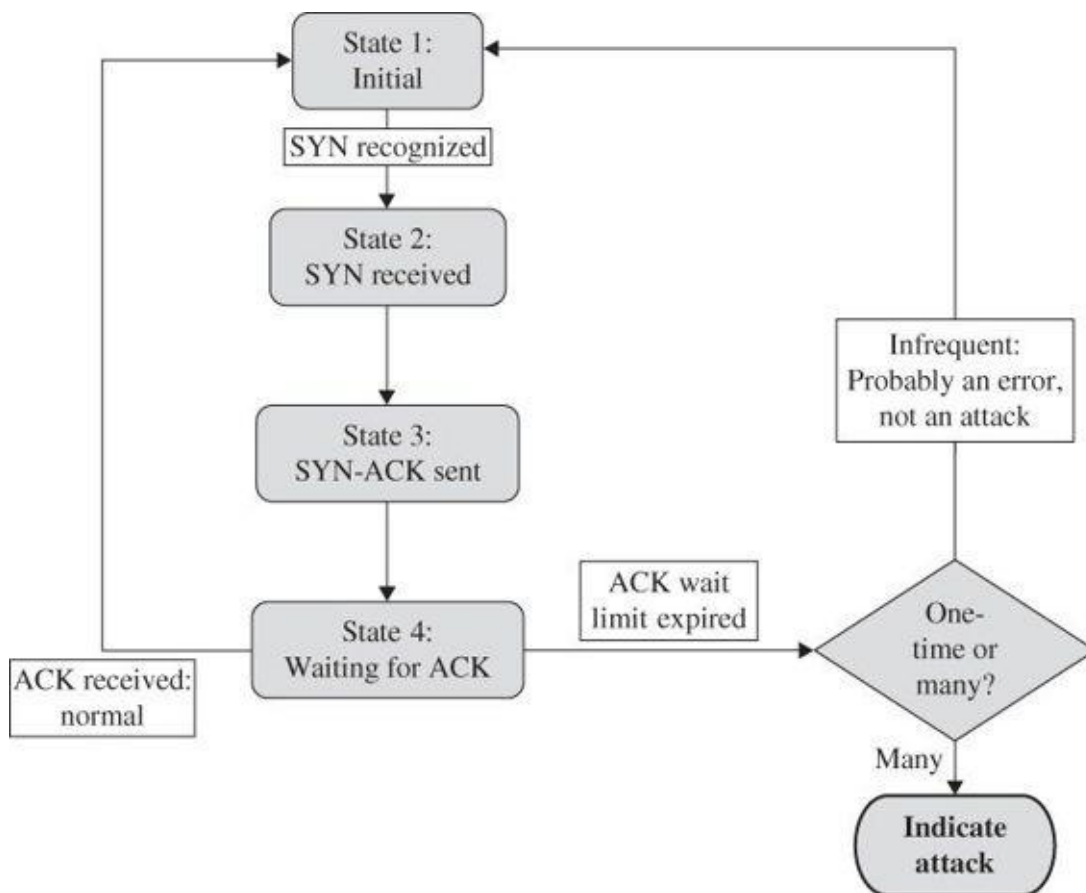 State 1:
Initial
SYN recognized
State 2:
SYN received
Infrequent:
Probably an error,
not an attack
State 3:
SYN-ACK sent
ACK wait
limit expired
One-
time or
many?
State 4:
Waiting for ACK
ACK received:
normal
Many
Indicate
attack